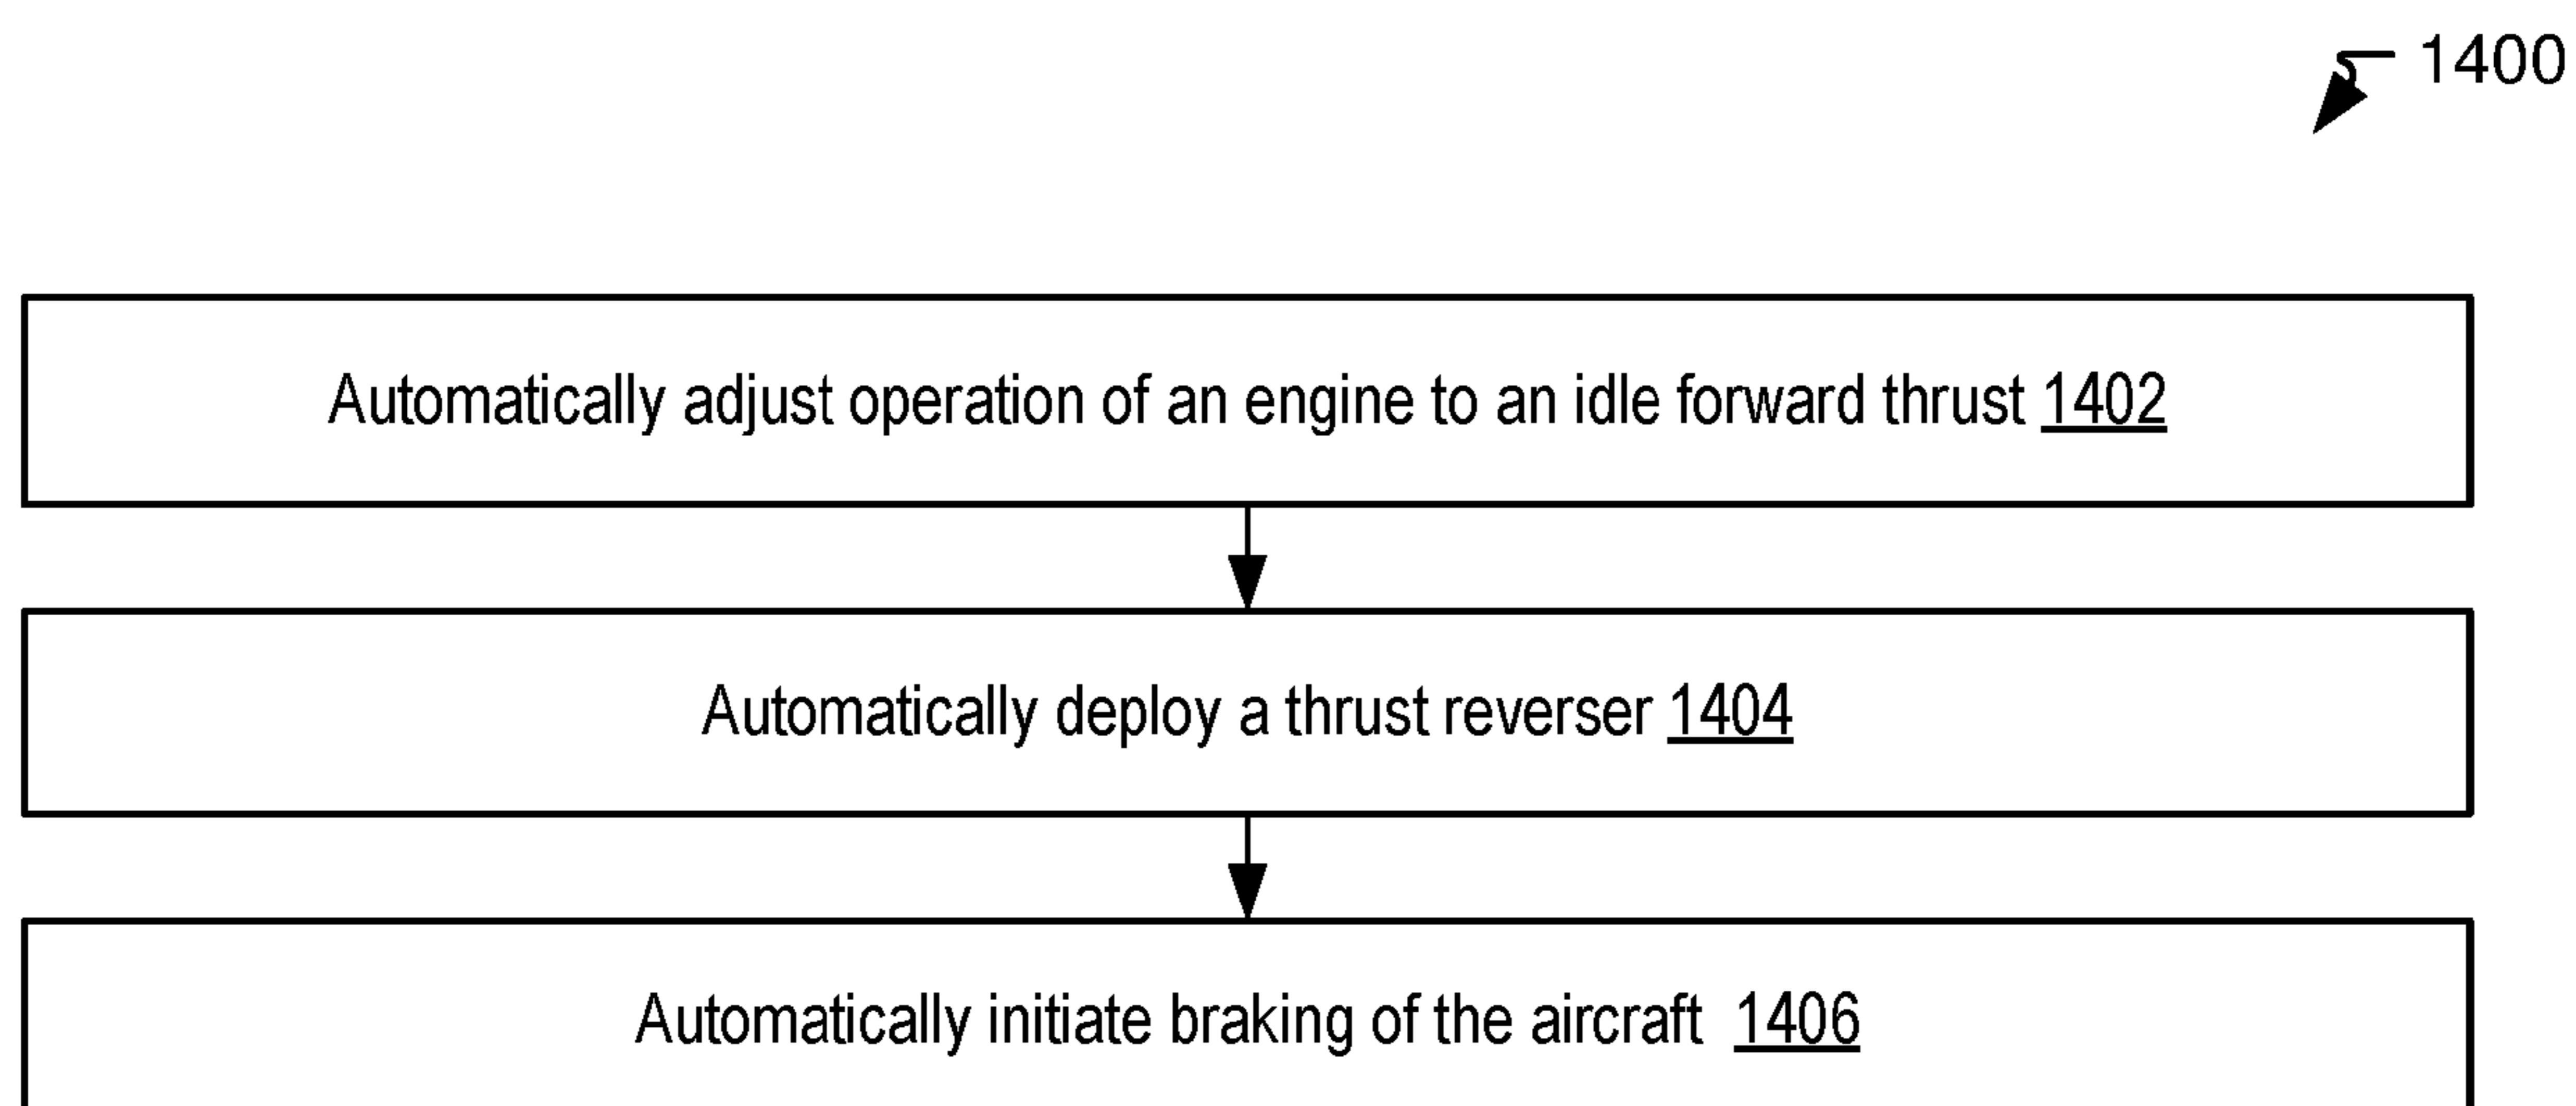 1400
Automatically adjust operation of an engine to an idle forward thrust 1402
Automatically deploy a thrust reverser 1404
Automatically initiate braking of the aircraft 1406